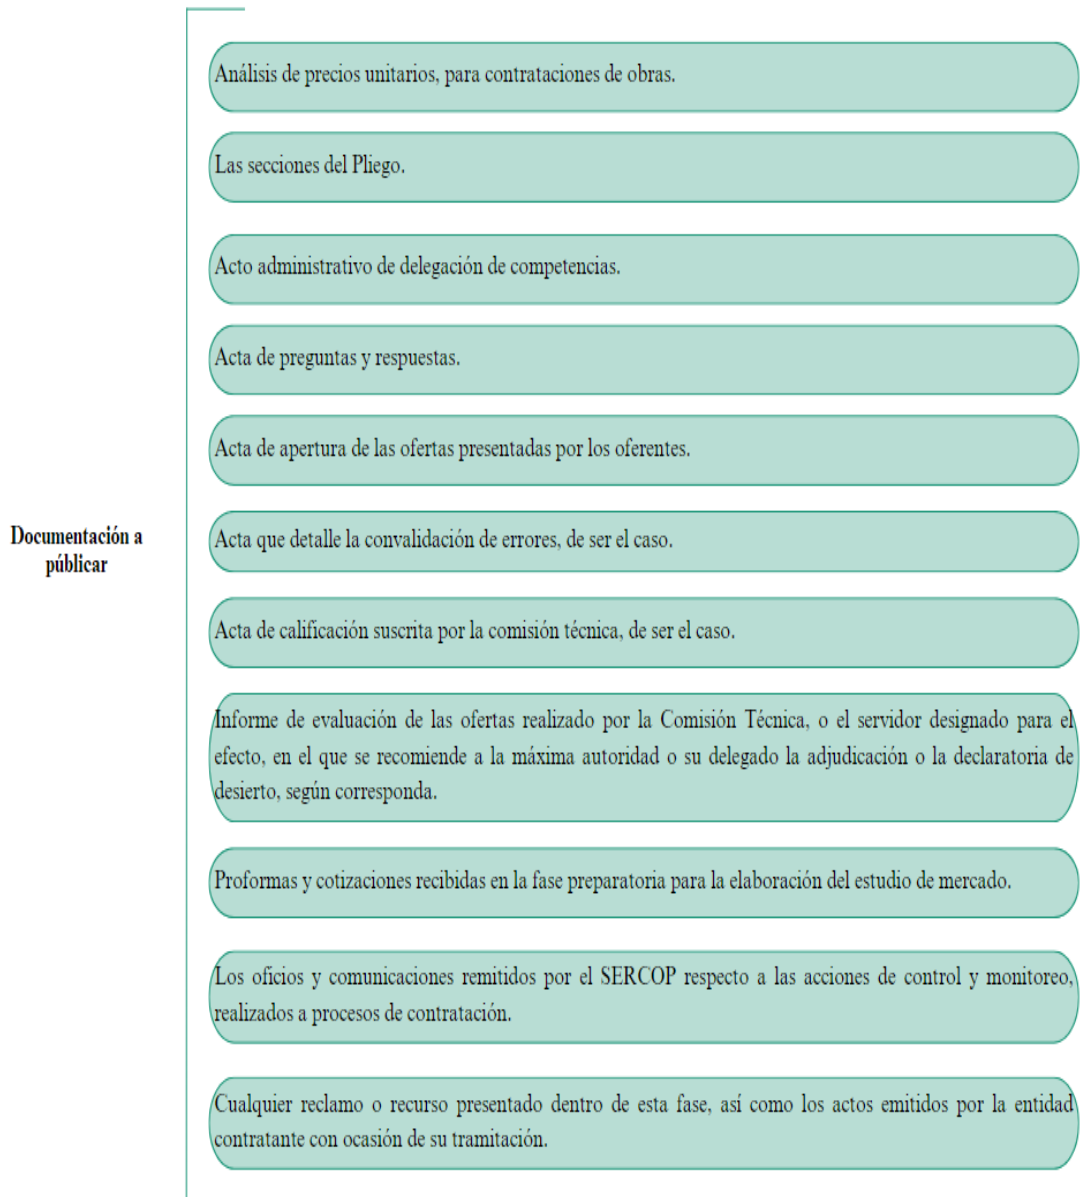 Análisis de precios unitarios, para contrataciones de obras.
Las secciones del Pliego.
Acto administrativo de delegación de competencias.
Acta de preguntas y respuestas.
Acta de apertura de las ofertas presentadas por los oferentes.
Documentación a
públicar
Acta que detalle la convalidación de errores, de ser el caso.
Acta de calificación suscrita por la comisión técnica, de ser el caso.
Informe de evaluación de las ofertas realizado por la Comisión Técnica, o el servidor designado para el
efecto, en el que se recomiende a la máxima autoridad o su delegado la adjudicación o la declaratoria de
desierto, según corresponda.
Proformas y cotizaciones recibidas en la fase preparatoria para la elaboración del estudio de mercado.
Los oficios y comunicaciones remitidos por el SERCOP respecto a las acciones de control y monitoreo,
realizados a procesos de contratación.
Cualquier reclamo o recurso presentado dentro de esta fase, así como los actos emitidos por la entidad
contratante con ocasión de su tramitación.